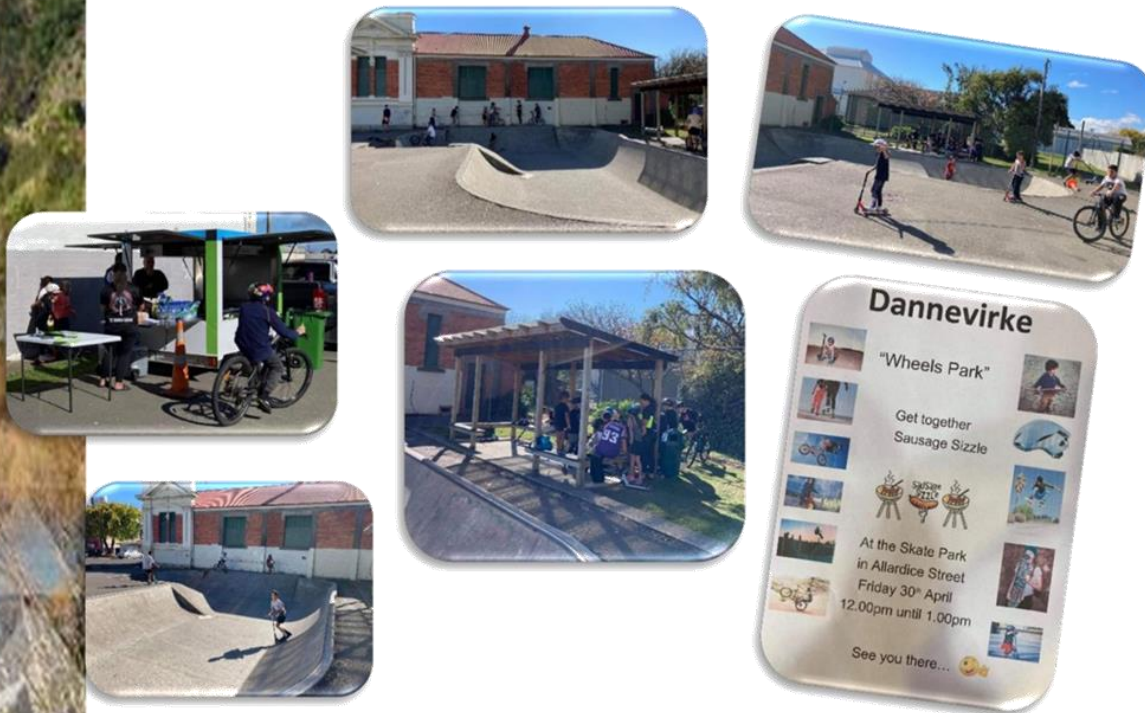 93
Dannevirke
"Wheels Park"
Get together
Sausage Sizzle
SAUSAGE
SIZZLE
At the Skate Park
in Allardice Street
Friday 30th April
12.00pm until 1.00pm
See you there...